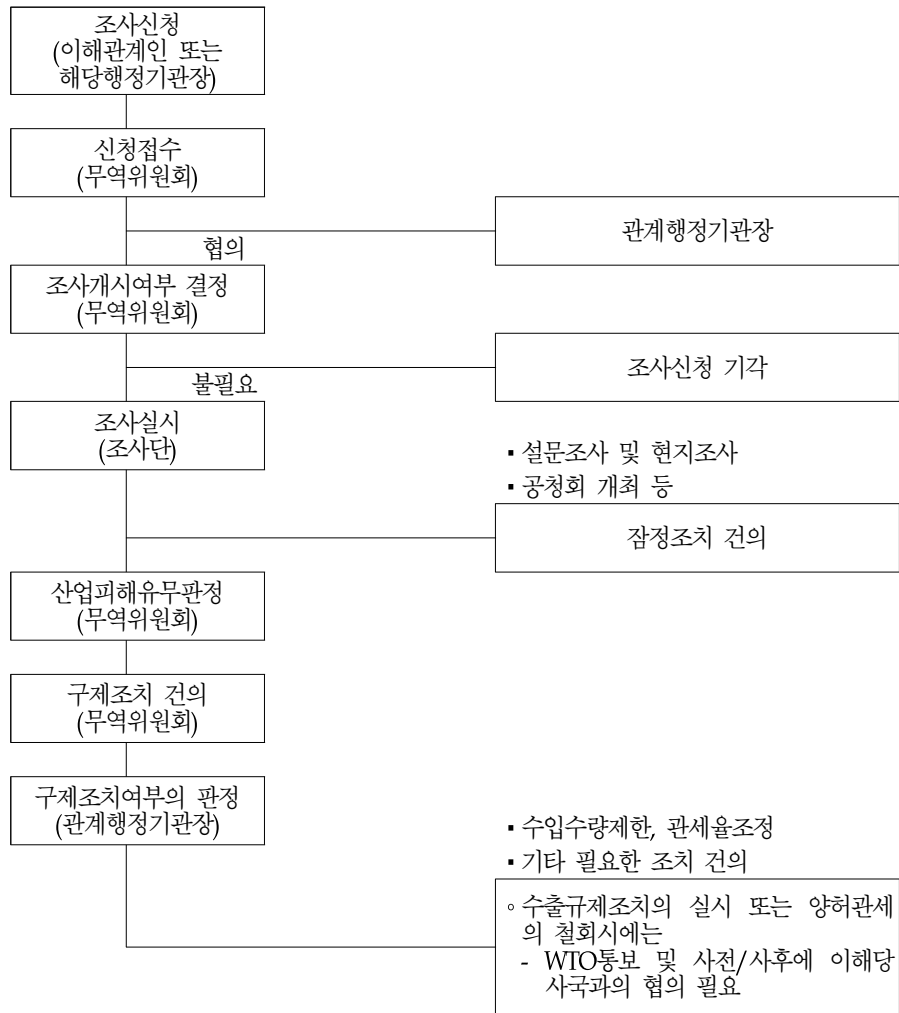 조사신청
(이해관계인 또는
해당행정기관장)
신청접수
(무역위원회)
협의
관계행정기관장
조사개시여부 결정
(무역위원회)
불필요
조사신청 기각
조사실시
(조사단)
▪ 설문조사 및 현지조사
▪ 공청회 개최 등
잠정조치 건의
산업피해유무판정
(무역위원회)
구제조치 건의
(무역위원회)
구제조치여부의 판정
(관계행정기관장)
▪ 수입수량제한, 관세율조정
▪ 기타 필요한 조치 건의
◦ 수출규제조치의 실시 또는 양허관세
의 철회시에는
- WTO통보 및 사전/사후에 이해당
사국과의 협의 필요